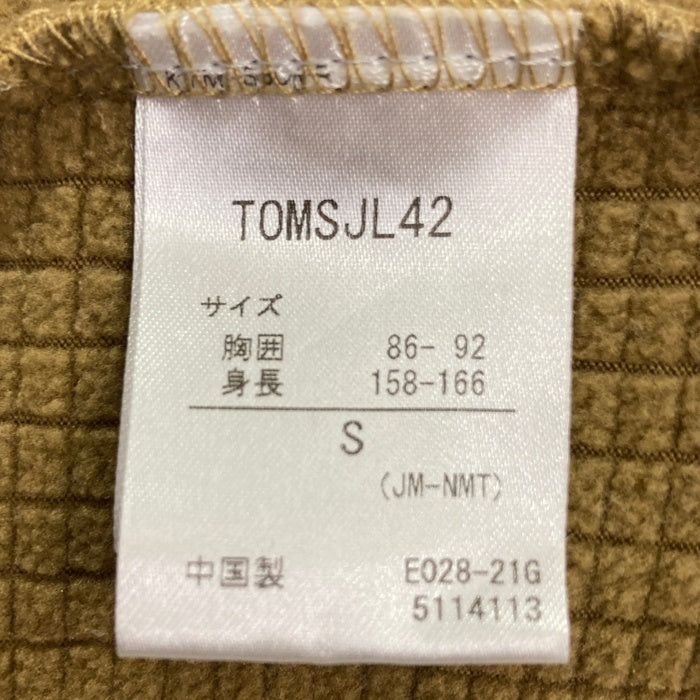 TOMSJL42
サイズ
胸囲 86- 92
身長 158-166
S
(JM-NMT)
中国製 E028-21G
5114113